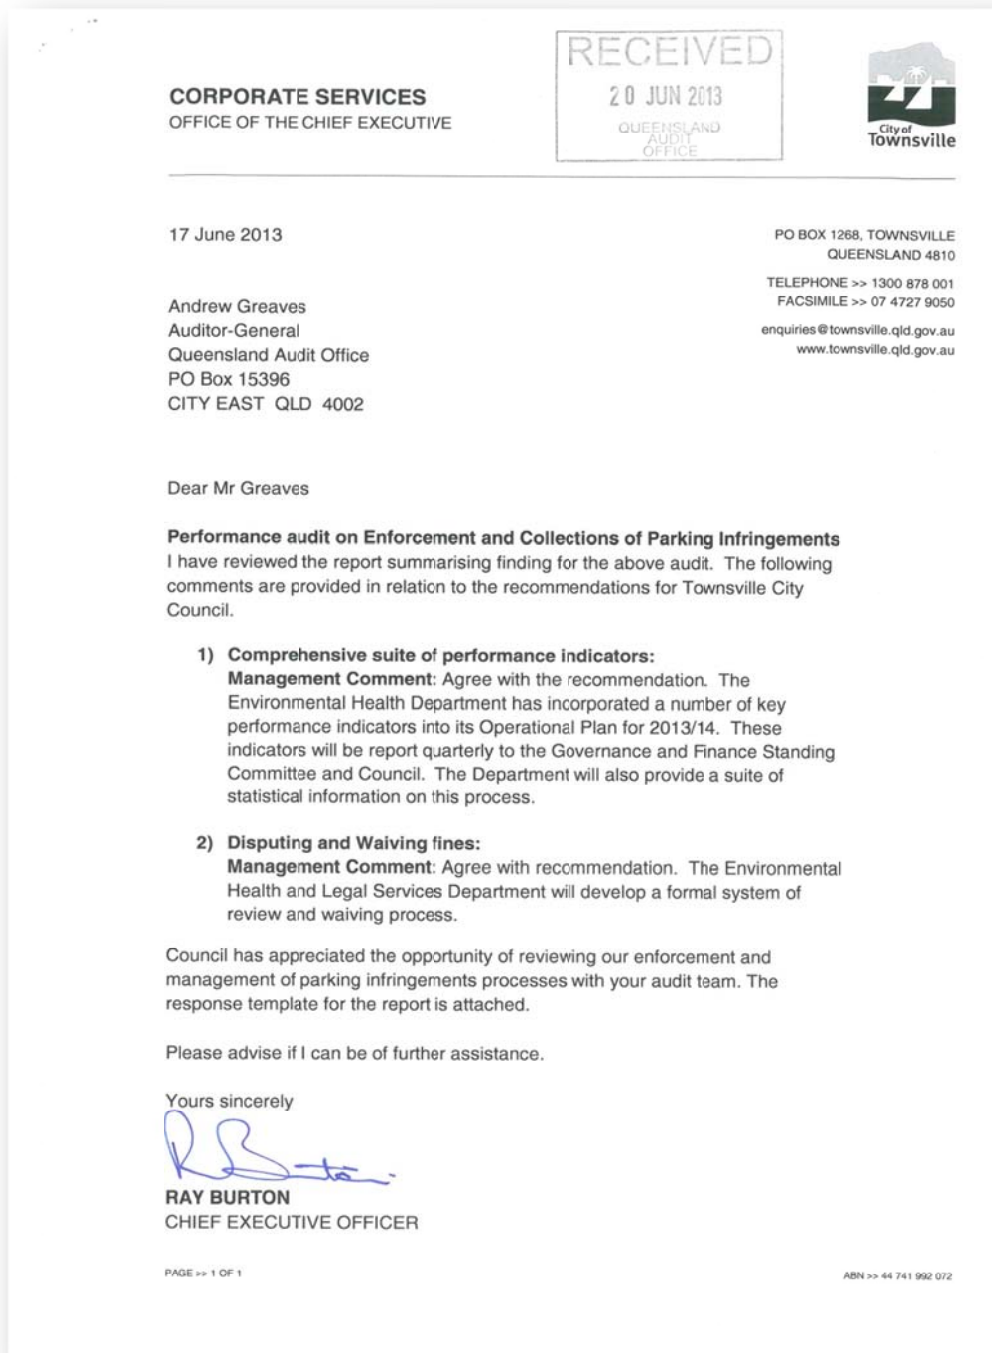 RECEIVED
20 JUN 2013
QUEENSLAND
AUDIT
OFFICE
CORPORATE SERVICES
OFFICE OF THE CHIEF EXECUTIVE
City of
Townsville
17 June 2013
PO BOX 1268, TOWNSVILLE
QUEENSLAND 4810
TELEPHONE >> 1300 878 001
FACSIMILE >> 07 4727 9050
enquiries@townsville.qld.gov.au
www.townsville.qld.gov.au
Andrew Greaves
Auditor-General
Queensland Audit Office
PO Box 15396
CITY EAST QLD 4002
Dear Mr Greaves
Performance audit on Enforcement and Collections of Parking Infringements
I have reviewed the report summarising finding for the above audit. The following
comments are provided in relation to the recommendations for Townsville City
Council.
1) Comprehensive suite of performance indicators:
Management Comment: Agree with the recommendation. The
Environmental Health Department has incorporated a number of key
performance indicators into its Operational Plan for 2013/14. These
indicators will be report quarterly to the Governance and Finance Standing
Committee and Council. The Department will also provide a suite of
statistical information on this process.
2) Disputing and Waiving fines:
Management Comment: Agree with recommendation. The Environmental
Health and Legal Services Department will develop a formal system of
review and waiving process.
Council has appreciated the opportunity of reviewing our enforcement and
management of parking infringements processes with your audit team. The
response template for the report is attached.
Please advise if I can be of further assistance.
Yours sincerely
R Burton
RAY BURTON
CHIEF EXECUTIVE OFFICER
PAGE >> 1 OF 1
ABN >> 44 741 992 072